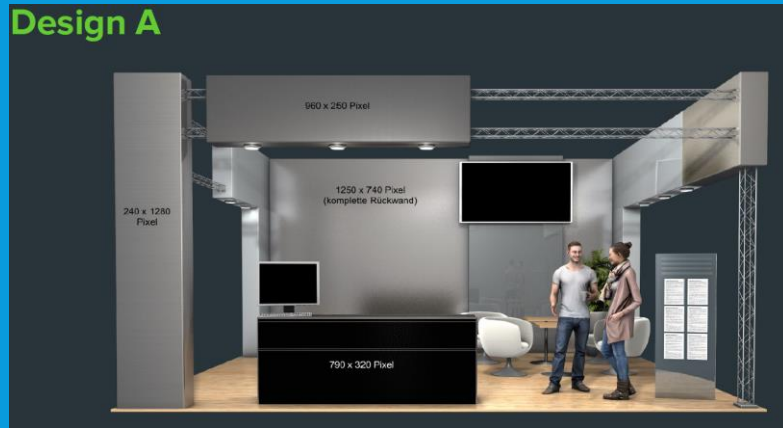 Design A
960 x 250 Pixel
1250 x 740 Pixel
(komplette Rückwand)
240 x 1280
Pixel
790 x 320 Pixel